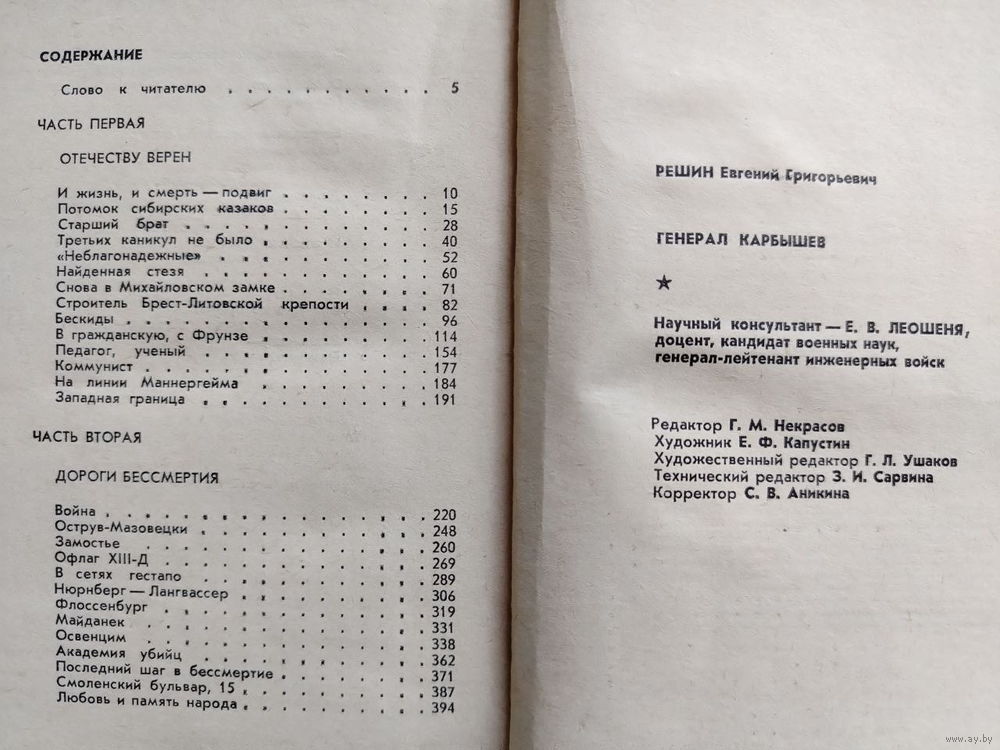 СОДЕРЖАНИЕ
Слово к читателю . . . . . . . . . . . 5
ЧАСТЬ ПЕРВАЯ
ОТЕЧЕСТВУ ВЕРЕН
И жизнь, и смерть — подвиг . . . . . . . . 10
Потомок сибирских казаков . . . . . . . . 15
Старший брат . . . . . . . . . . . . 28
Третьих каникул не было . . . . . . . . . 40
«Неблагонадежные» . . . . . . . . . . 52
Найденная стезя . . . . . . . . . . . 60
Снова в Михайловском замке . . . . . . . . 71
Строитель Брест-Литовской крепости . . . . . 82
Бескиды . . . . . . . . . . . . . . 96
В гражданскую, с Фрунзе . . . . . . . . . 114
Педагог, ученый . . . . . . . . . . . 154
Коммунист . . . . . . . . . . . . . 177
На линии Маннергейма . . . . . . . . . 184
Западная граница . . . . . . . . . . . 191
ЧАСТЬ ВТОРАЯ
ДОРОГИ БЕССМЕРТИЯ
Война . . . . . . . . . . . . . . . 220
Острув-Мазовецки . . . . . . . . . . . 248
Замостье . . . . . . . . . . . . . . 260
Офлаг XIII-Д . . . . . . . . . . . . . 269
В сетях гестапо . . . . . . . . . . . . 289
Нюрнберг — Лангвассер . . . . . . . . . 306
Флоссенбург . . . . . . . . . . . . . 319
Майданек . . . . . . . . . . . . . . 331
Освенцим . . . . . . . . . . . . . . 338
Академия убийц . . . . . . . . . . . . 362
Последний шаг в бессмертие . . . . . . . . 371
Смоленский бульвар, 15 . . . . . . . . . 387
Любовь и память народа . . . . . . . . . 394
РЕШИН Евгений Григорьевич
ГЕНЕРАЛ КАРБЫШЕВ
★
Научный консультант — Е. В. ЛЕОШЕНЯ,
доцент, кандидат военных наук,
генерал-лейтенант инженерных войск
Редактор Г. М. Некрасов
Художник Е. Ф. Капустин
Художественный редактор Г. Л. Ушаков
Технический редактор З. И. Сарвина
Корректор С. В. Аникина
www.ay.by